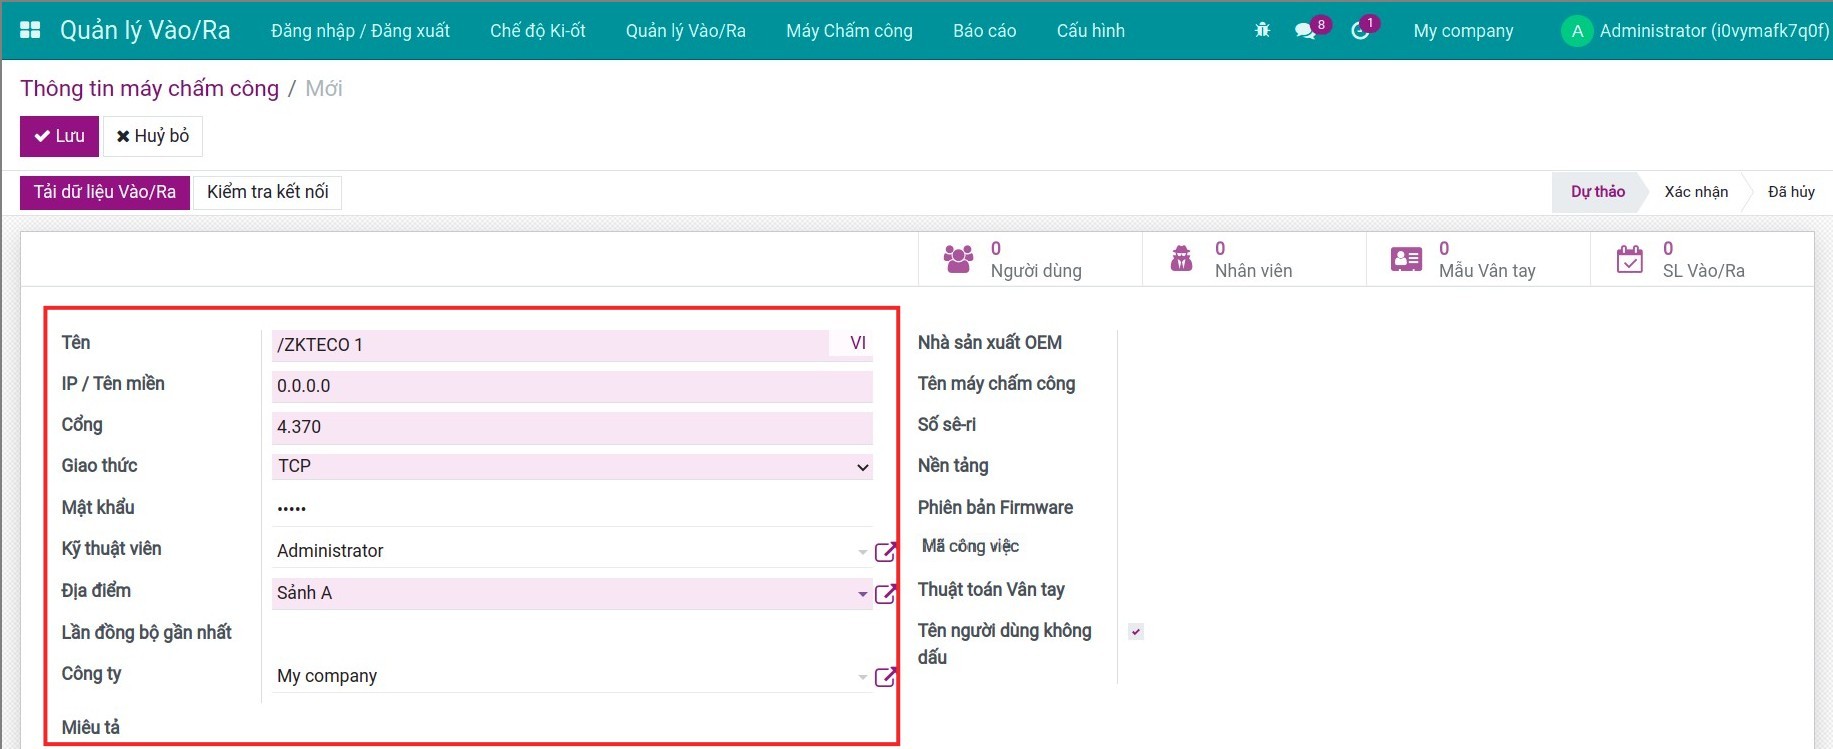 Quản lý Vào/Ra Đăng nhập / Đăng xuất Chế độ Ki-ốt Quản lý Vào/Ra Máy Chấm công Báo cáo Cấu hình 8 1 My company A Administrator (i0vymafk7q0f)
Thông tin máy chấm công / Mới
Lưu Huỷ bỏ
Tải dữ liệu Vào/Ra Kiểm tra kết nối Dự thảo Xác nhận Đã hủy
0 Người dùng
0 Nhân viên
0 Mẫu Vân tay
0 SL Vào/Ra
Tên /ZKTECO 1 VI
IP / Tên miền 0.0.0.0
Cổng 4.370
Giao thức TCP
Mật khẩu •••••
Kỹ thuật viên Administrator
Địa điểm Sảnh A
Lần đồng bộ gần nhất
Công ty My company
Miêu tả
Nhà sản xuất OEM
Tên máy chấm công
Số sê-ri
Nền tảng
Phiên bản Firmware
Mã công việc
Thuật toán Vân tay
Tên người dùng không
dấu